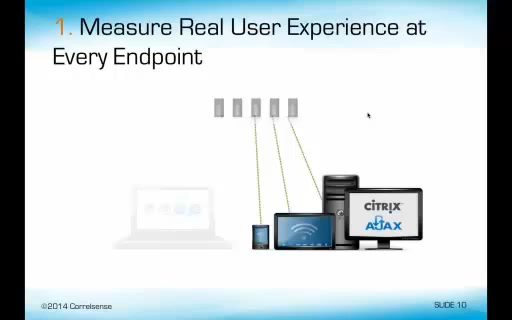 1. Measure Real User Experience at
Every Endpoint
CITRIX
AJAX
©2014 Correlsense
SLIDE 10